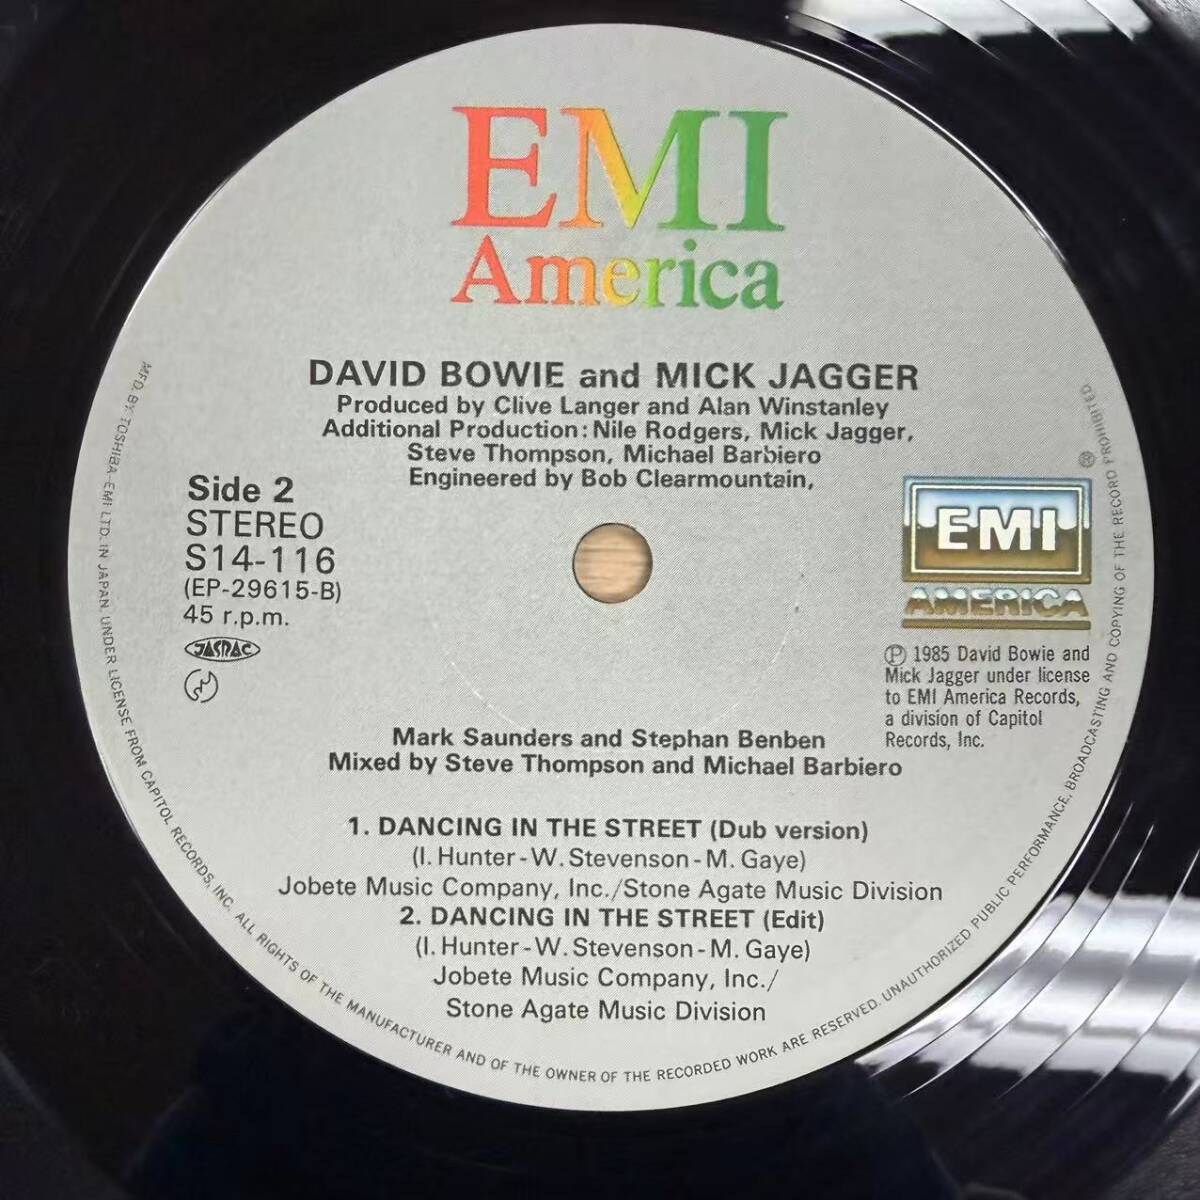 EMI
America
DAVID BOWIE and MICK JAGGER
Produced by Clive Langer and Alan Winstanley
Additional Production: Nile Rodgers, Mick Jagger,
Steve Thompson, Michael Barbiero
Engineered by Bob Clearmountain,
Side 2
STEREO
S14-116
(EP-29615-B)
45 r.p.m.
JASRAC
EMI
AMERICA
Ⓟ 1985 David Bowie and
Mick Jagger under license
to EMI America Records,
a division of Capitol
Records, Inc.
Mark Saunders and Stephan Benben
Mixed by Steve Thompson and Michael Barbiero
1. DANCING IN THE STREET (Dub version)
(I. Hunter-W. Stevenson-M. Gaye)
Jobete Music Company, Inc./Stone Agate Music Division
2. DANCING IN THE STREET (Edit)
(I. Hunter-W. Stevenson-M. Gaye)
Jobete Music Company, Inc./
Stone Agate Music Division
MFD. BY TOSHIBA-EMI LTD. IN JAPAN. UNDER LICENSE FROM CAPITOL RECORDS, INC. ALL RIGHTS OF THE MANUFACTURER AND OF THE OWNER OF THE RECORDED WORK ARE RESERVED. UNAUTHORIZED PUBLIC PERFORMANCE, BROADCASTING AND COPYING OF THE RECORD PROHIBITED Ⓡ